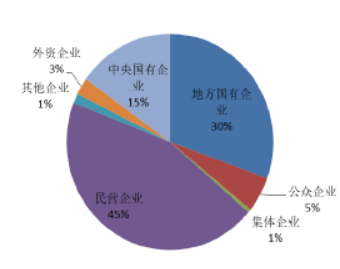 外资企业
3%
其他企业
1%
中央国有企
业
15%
地方国有企
业
30%
公众企业
5%
集体企业
1%
民营企业
45%